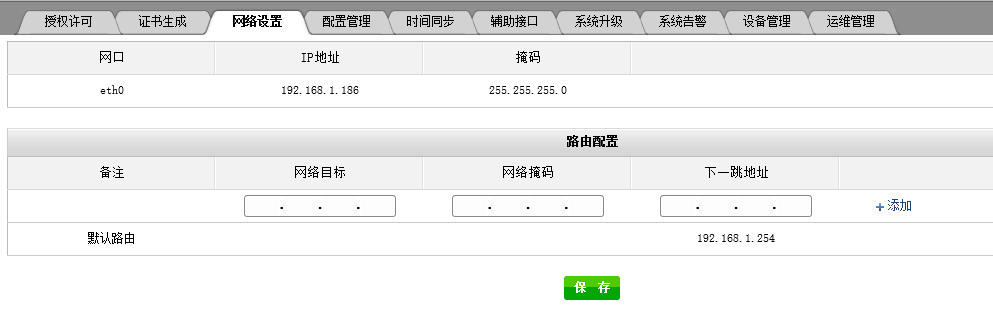 授权许可 证书生成 网络设置 配置管理 时间同步 辅助接口 系统升级 系统告警 设备管理 运维管理
网口 IP地址 掩码
eth0 192.168.1.186 255.255.255.0
路由配置
备注 网络目标 网络掩码 下一跳地址
. . . . . . . . . +添加
默认路由 192.168.1.254
保 存